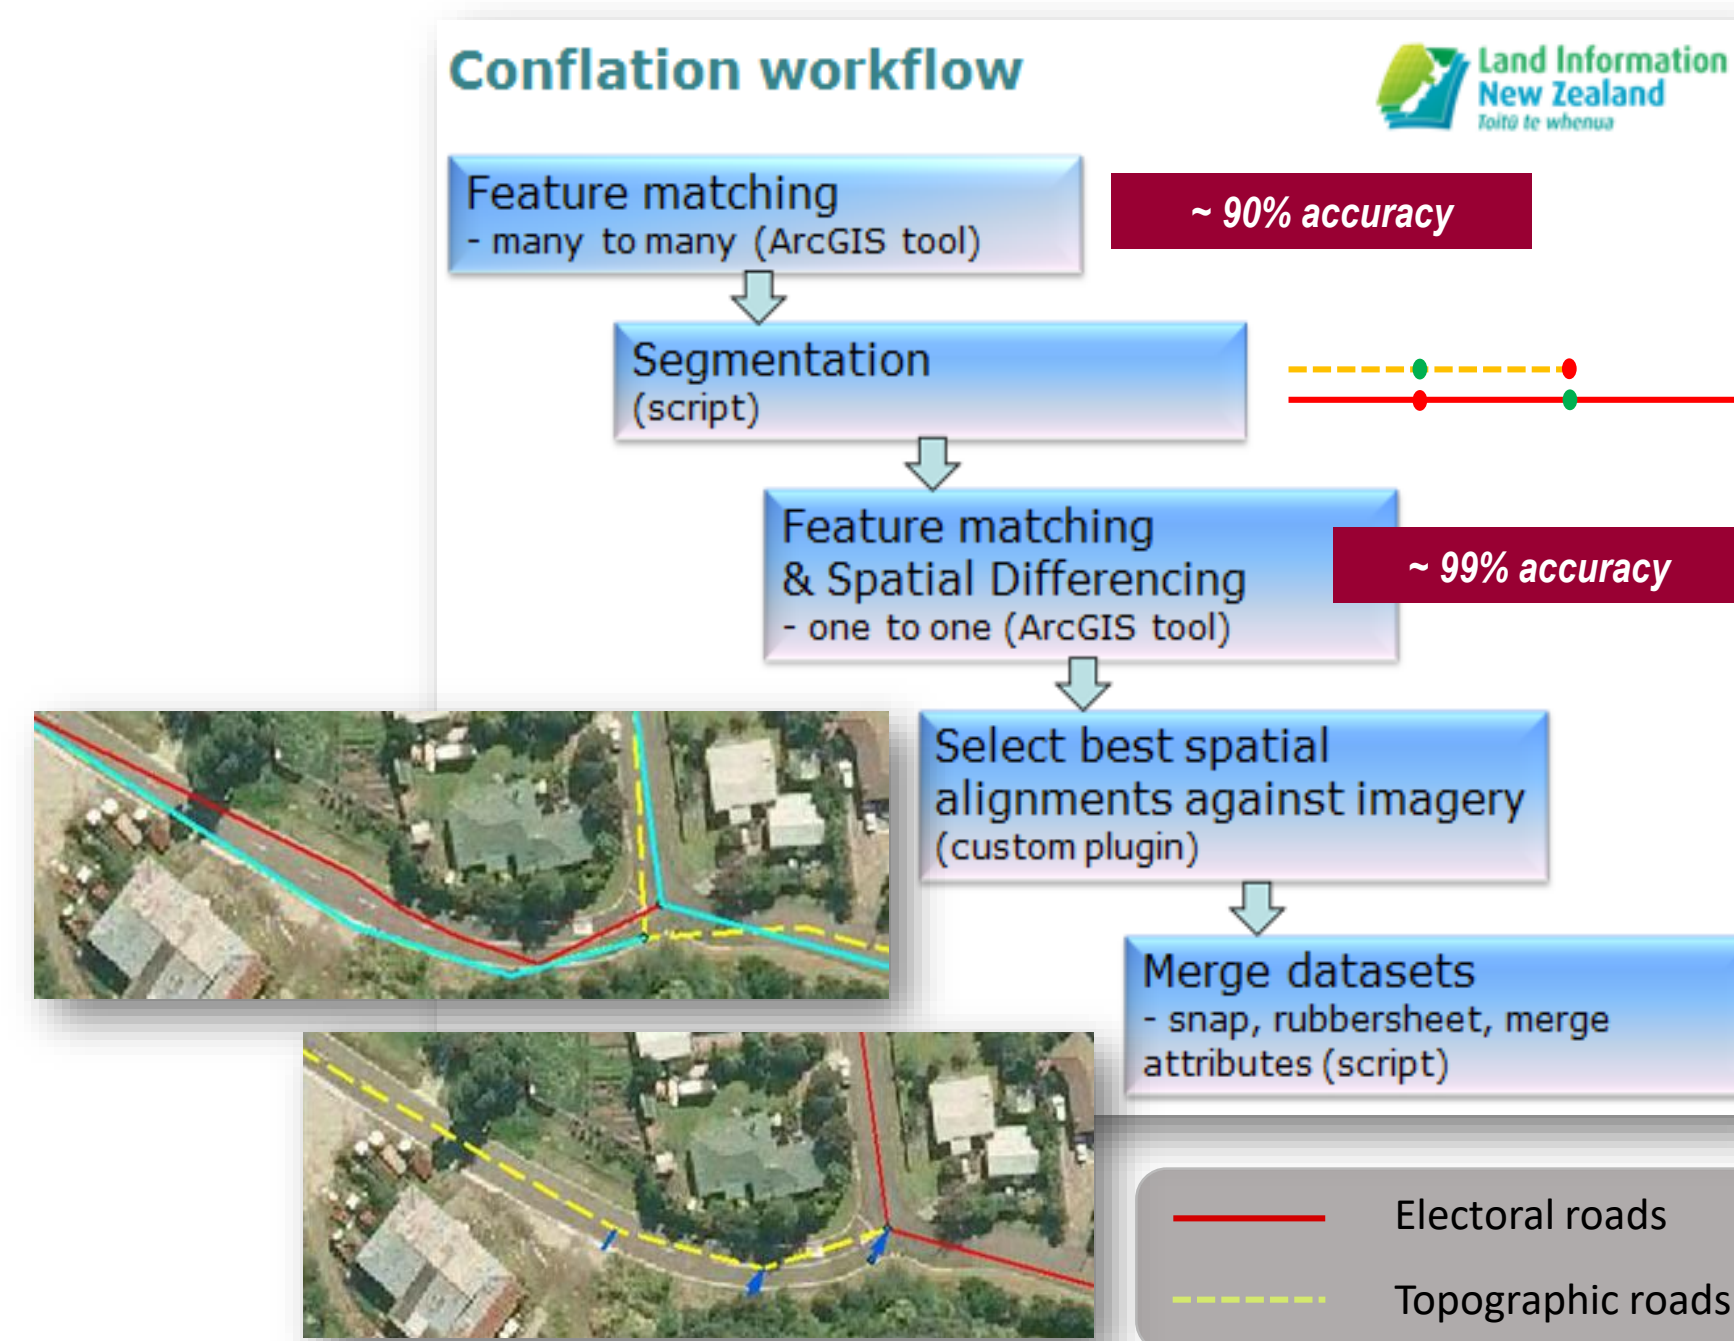 Conflation workflow
Land Information
New Zealand
Toitū te whenua
Feature matching
- many to many (ArcGIS tool)
~ 90% accuracy
Segmentation
(script)
Feature matching
& Spatial Differencing
- one to one (ArcGIS tool)
~ 99% accuracy
Select best spatial
alignments against imagery
(custom plugin)
Merge datasets
- snap, rubbersheet, merge
attributes (script)
Electoral roads
Topographic roads